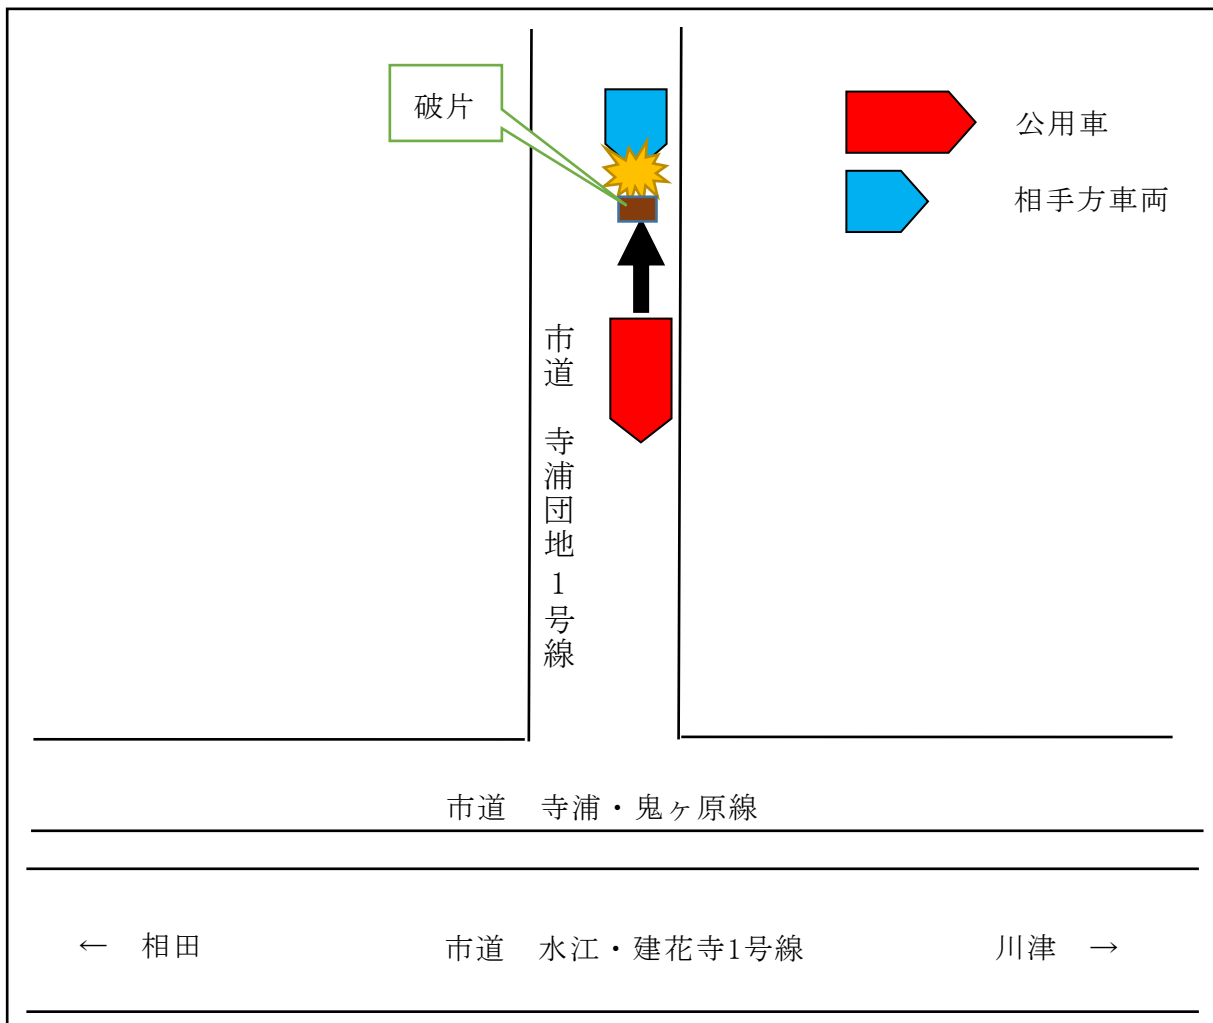 破片
公用車
相手方車両
市道　寺浦団地1号線
市道　寺浦・鬼ヶ原線
←　相田
市道　水江・建花寺1号線
川津　→